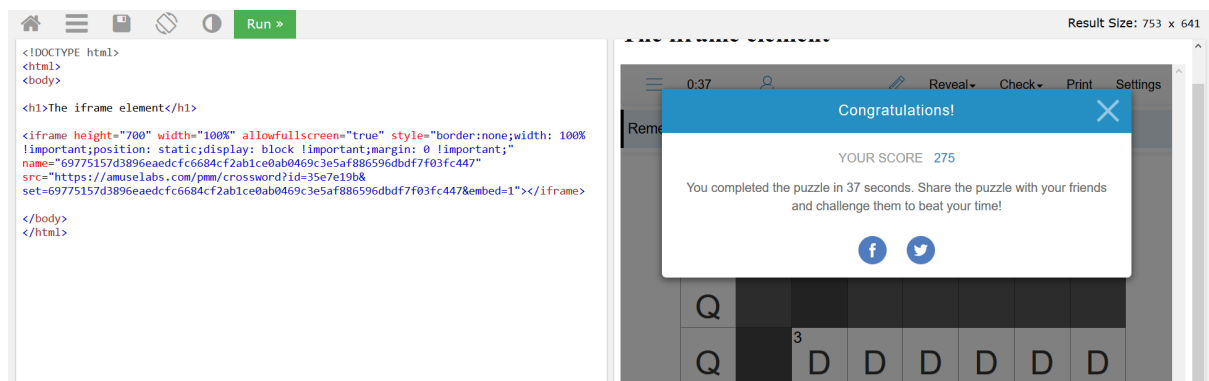 Run »
Result Size: 753 x 641
<!DOCTYPE html>
<html>
<body>
<h1>The iframe element</h1>
<iframe height="700" width="100%" allowfullscreen="true" style="border:none;width: 100%
!important;position: static;display: block !important;margin: 0 !important;"
name="69775157d3896eaedcfc6684cf2ab1ce0ab0469c3e5af886596dbdf7f03fc447"
src="https://amuselabs.com/pmm/crossword?id=35e7e19b&
set=69775157d3896eaedcfc6684cf2ab1ce0ab0469c3e5af886596dbdf7f03fc447&embed=1"></iframe>
</body>
</html>
The iframe element
0:37 Reveal Check Print Settings
Reme
Congratulations!
YOUR SCORE 275
You completed the puzzle in 37 seconds. Share the puzzle with your friends
and challenge them to beat your time!
Q
3
Q D D D D D D